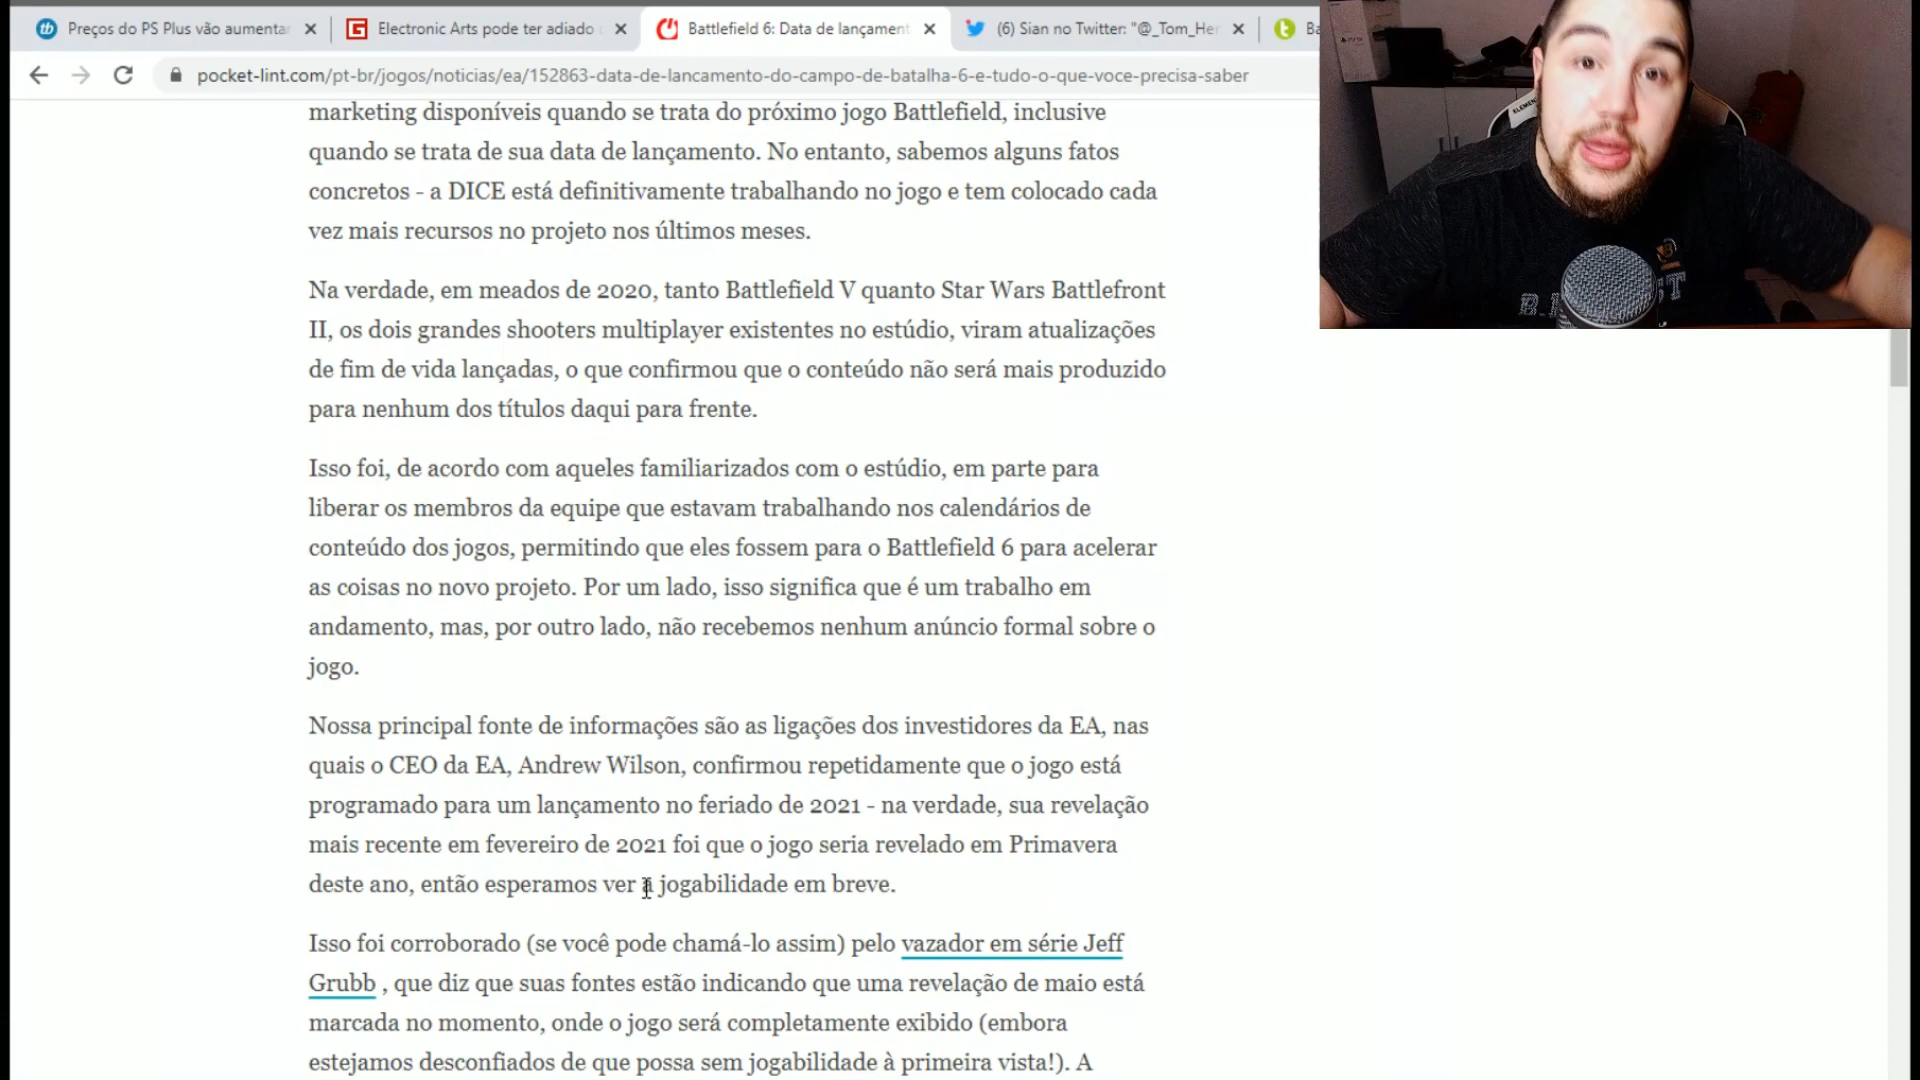 Preços do PS Plus vão aumentar
Electronic Arts pode ter adiado
Battlefield 6: Data de lançament
(6) Sian no Twitter: "@_Tom_Her
Ba
pocket-lint.com/pt-br/jogos/noticias/ea/152863-data-de-lancamento-do-campo-de-batalha-6-e-tudo-o-que-voce-precisa-saber
marketing disponíveis quando se trata do próximo jogo Battlefield, inclusive
quando se trata de sua data de lançamento. No entanto, sabemos alguns fatos
concretos - a DICE está definitivamente trabalhando no jogo e tem colocado cada
vez mais recursos no projeto nos últimos meses.
Na verdade, em meados de 2020, tanto Battlefield V quanto Star Wars Battlefront
II, os dois grandes shooters multiplayer existentes no estúdio, viram atualizações
de fim de vida lançadas, o que confirmou que o conteúdo não será mais produzido
para nenhum dos títulos daqui para frente.
Isso foi, de acordo com aqueles familiarizados com o estúdio, em parte para
liberar os membros da equipe que estavam trabalhando nos calendários de
conteúdo dos jogos, permitindo que eles fossem para o Battlefield 6 para acelerar
as coisas no novo projeto. Por um lado, isso significa que é um trabalho em
andamento, mas, por outro lado, não recebemos nenhum anúncio formal sobre o
jogo.
Nossa principal fonte de informações são as ligações dos investidores da EA, nas
quais o CEO da EA, Andrew Wilson, confirmou repetidamente que o jogo está
programado para um lançamento no feriado de 2021 - na verdade, sua revelação
mais recente em fevereiro de 2021 foi que o jogo seria revelado em Primavera
deste ano, então esperamos ver a jogabilidade em breve.
Isso foi corroborado (se você pode chamá-lo assim) pelo vazador em série Jeff
Grubb , que diz que suas fontes estão indicando que uma revelação de maio está
marcada no momento, onde o jogo será completamente exibido (embora
estejamos desconfiados de que possa sem jogabilidade à primeira vista!). A